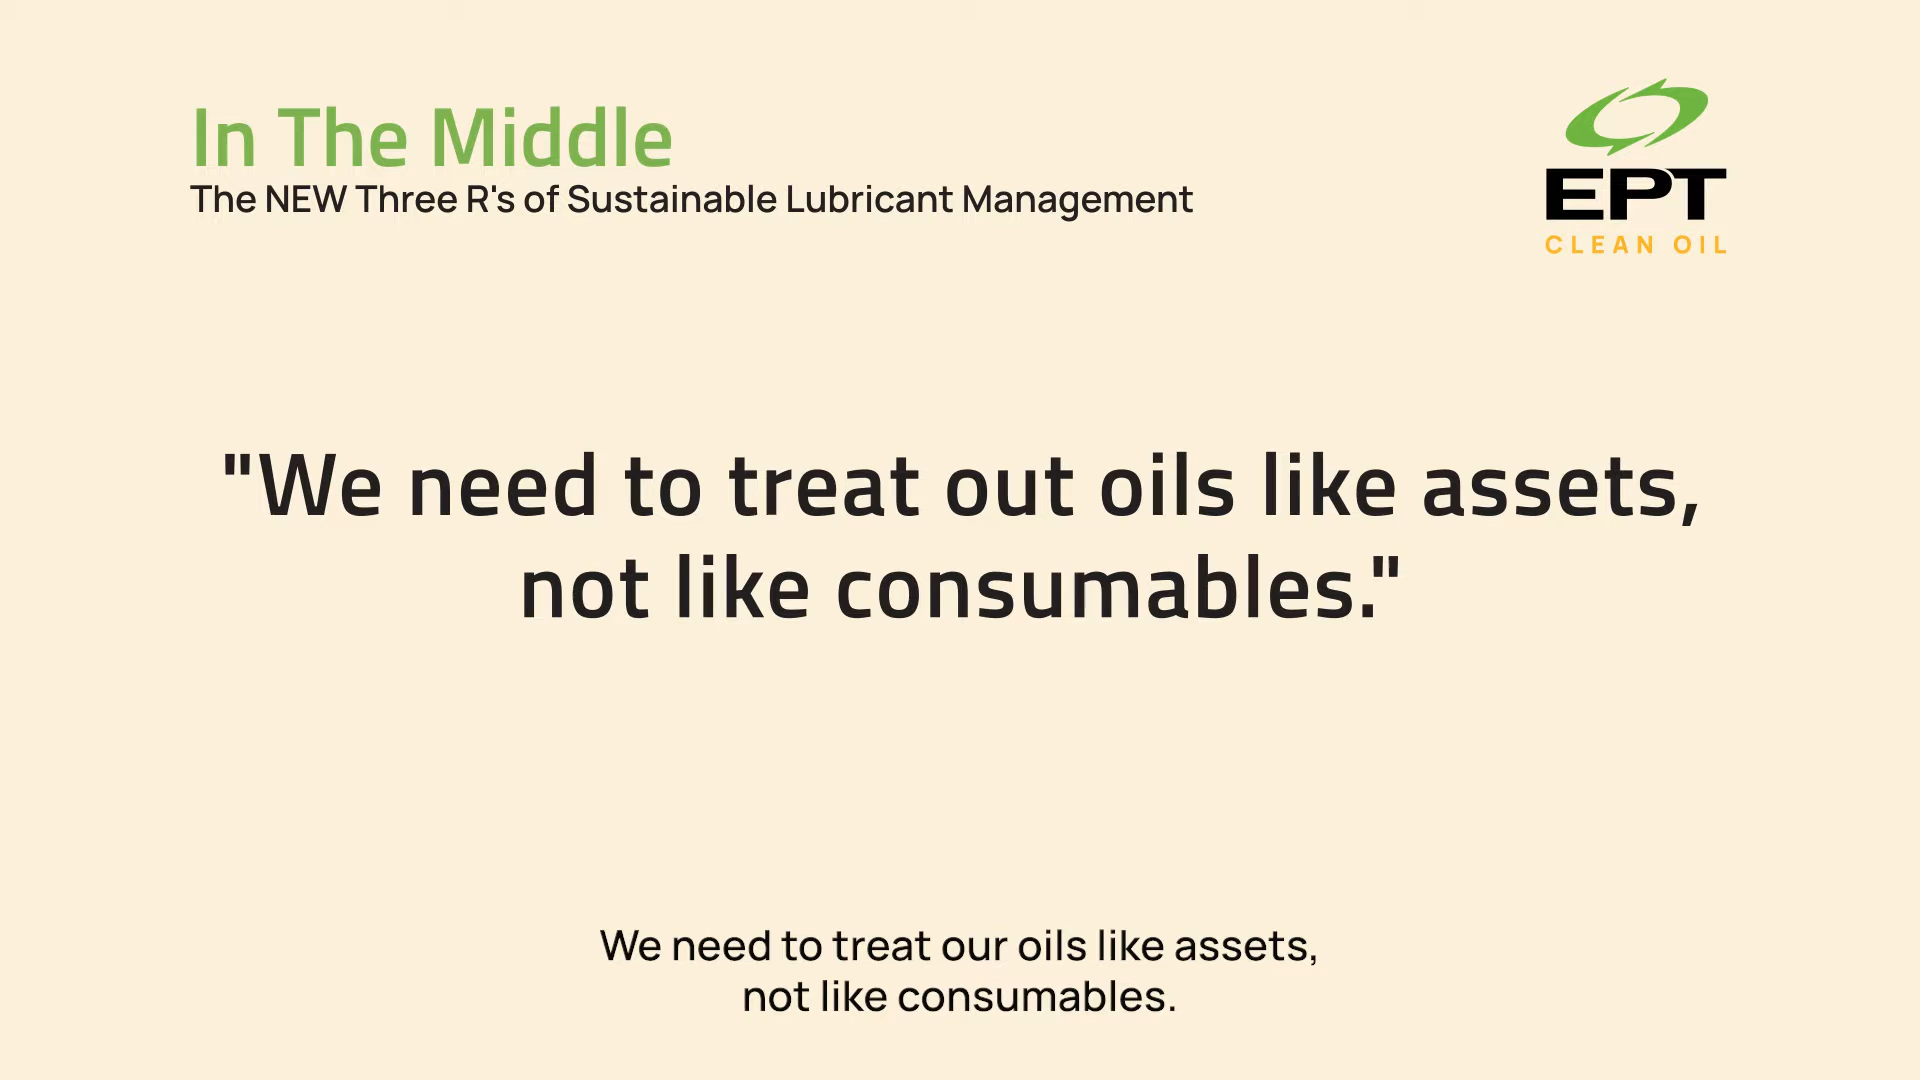 In The Middle
The NEW Three R's of Sustainable Lubricant Management
EPT
CLEAN OIL
"We need to treat out oils like assets,
not like consumables."
We need to treat our oils like assets,
not like consumables.